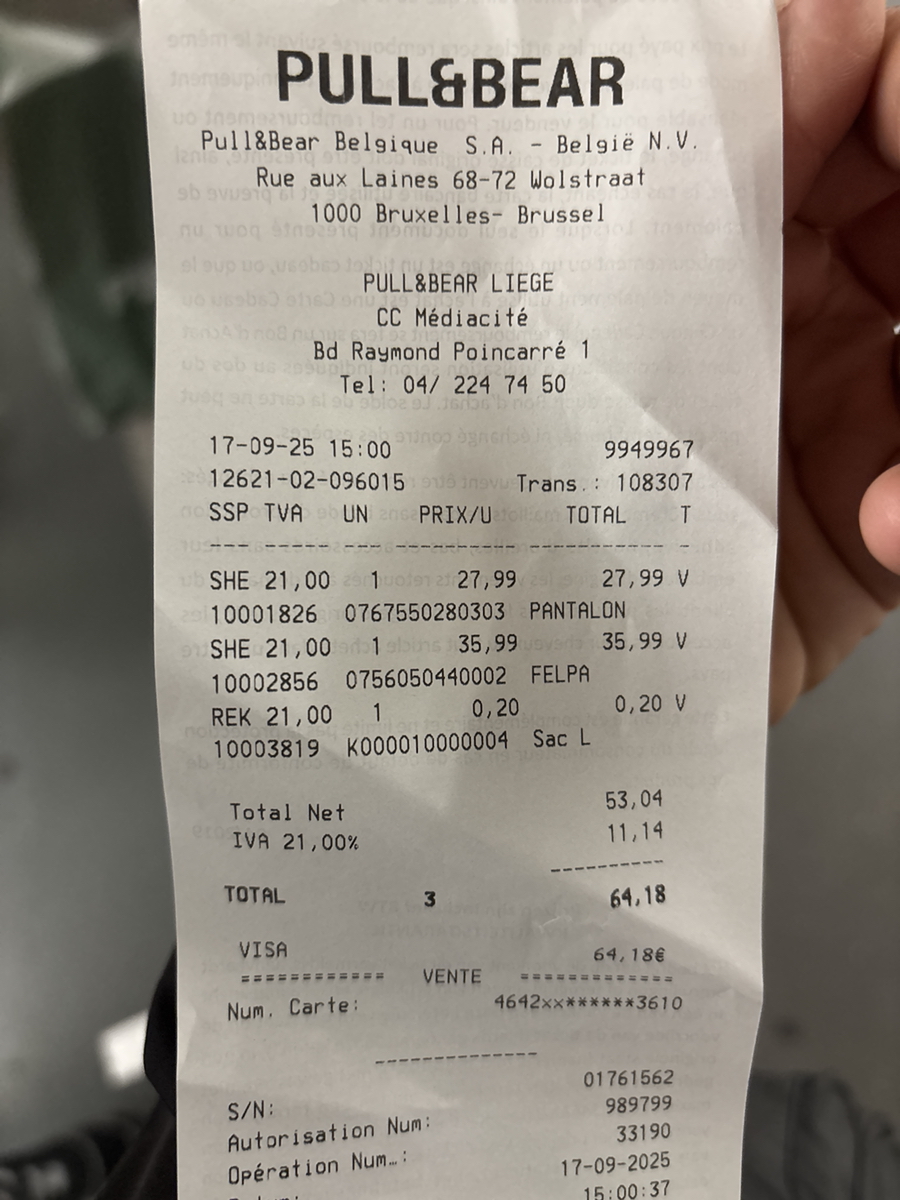 PULL&BEAR
Pull&Bear Belgique S.A. - België N.V.
Rue aux Laines 68-72 Wolstraat
1000 Bruxelles- Brussel
PULL&BEAR LIEGE
CC Médiacité
Bd Raymond Poincarré 1
Tel: 04/ 224 74 50
17-09-25 15:00 9949967
12621-02-096015 Trans.: 108307
SSP TVA UN PRIX/U TOTAL T
SHE 21,00 1 27,99 27,99 V
10001826 0767550280303 PANTALON
SHE 21,00 1 35,99 35,99 V
10002856 0756050440002 FELPA
REK 21,00 1 0,20 0,20 V
10003819 K000010000004 Sac L
Total Net 53,04
IVA 21,00% 11,14
----------
TOTAL 3 64,18
VISA 64,18€
============ VENTE ============
Num. Carte: 4642xx******3610
--------------
01761562
S/N: 989799
Autorisation Num: 33190
Opération Num…: 17-09-2025
15:00:37